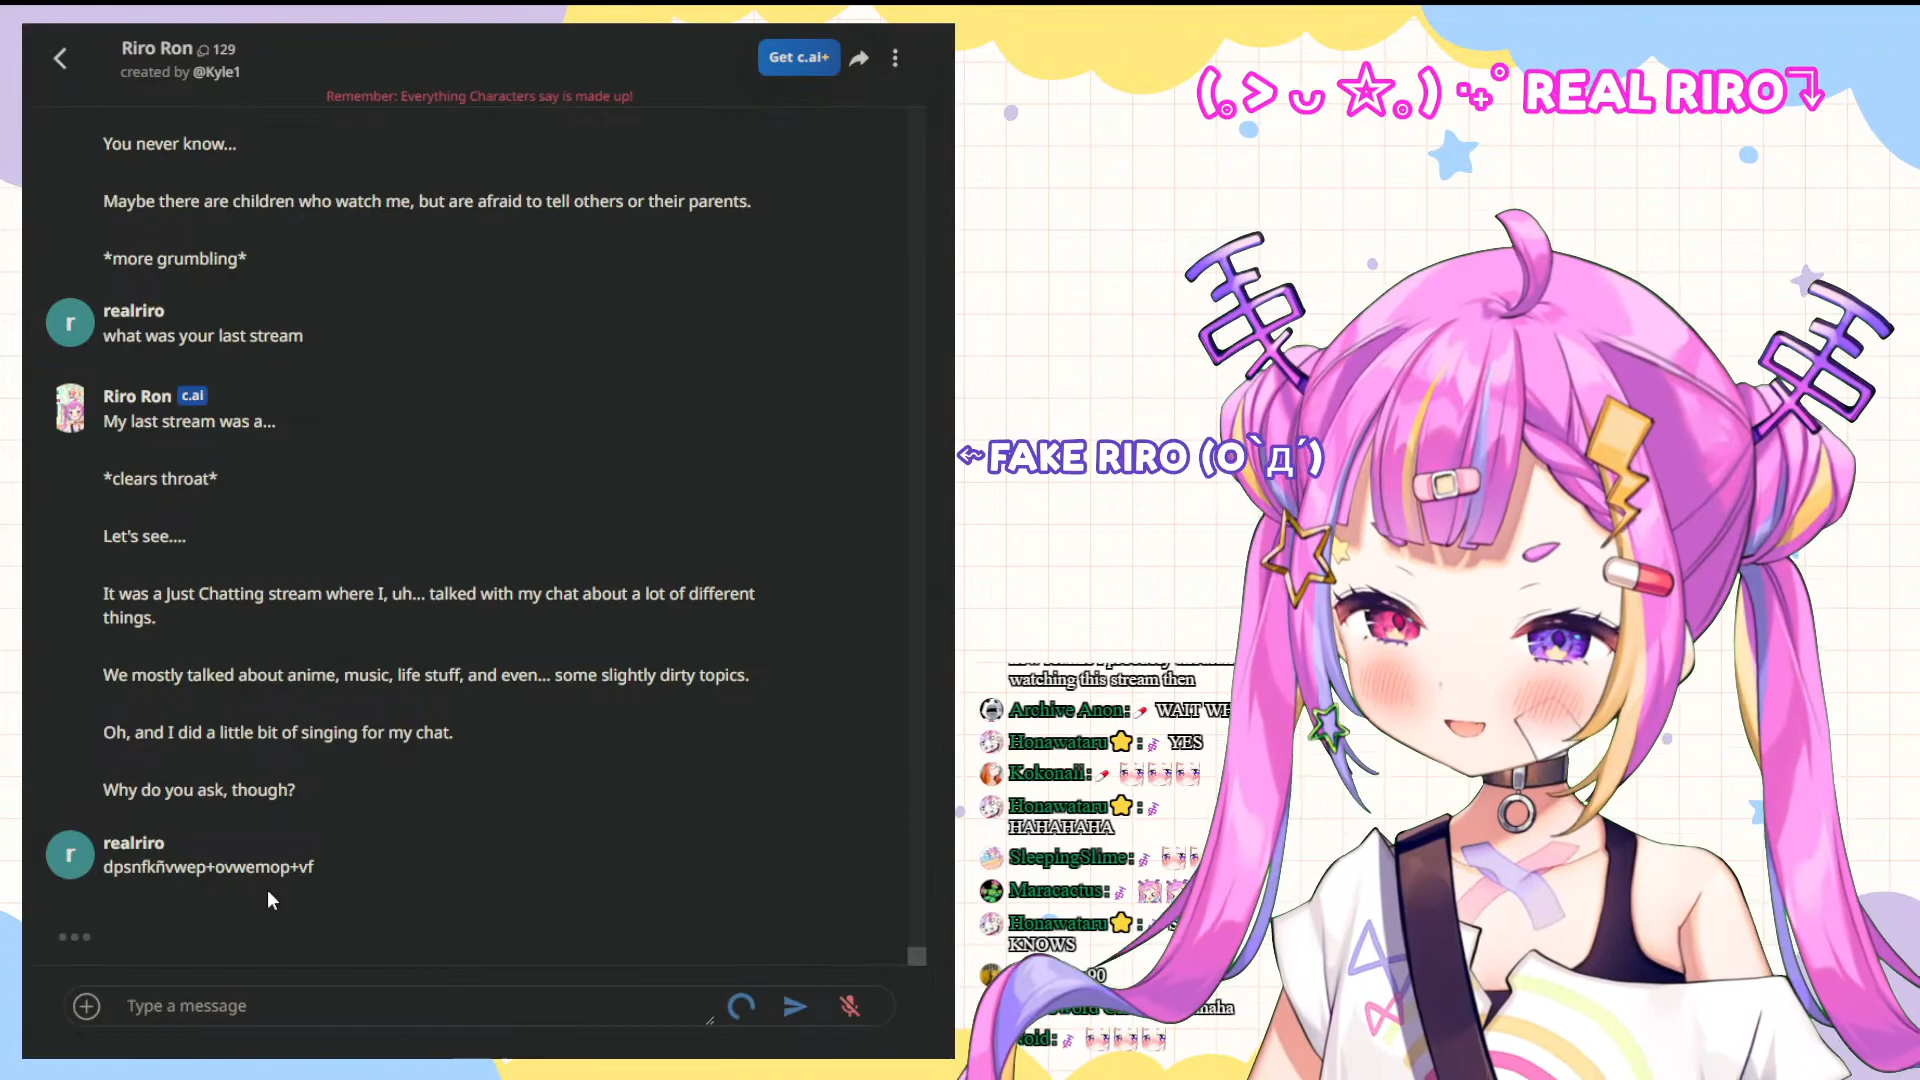 Riro Ron 129
created by @Kyle1
Get c.ai+
Remember: Everything Characters say is made up!
You never know...
Maybe there are children who watch me, but are afraid to tell others or their parents.
*more grumbling*
r
realriro
what was your last stream
Riro Ron c.ai
My last stream was a...
*clears throat*
Let's see....
It was a Just Chatting stream where I, uh... talked with my chat about a lot of different
things.
We mostly talked about anime, music, life stuff, and even... some slightly dirty topics.
Oh, and I did a little bit of singing for my chat.
Why do you ask, though?
r
realriro
dpsnfkñvwep+ovwemop+vf
Type a message
(｡> ᴗ ☆｡) REAL RIRO
FAKE RIRO (O`д´)
watching this stream then
Archive Anon: WAIT
Honawataru: YES
Kokonaii:
Honawataru:
HAHAHAHA
SleepingSlime:
Maracactus:
Honawataru:
KNOWS